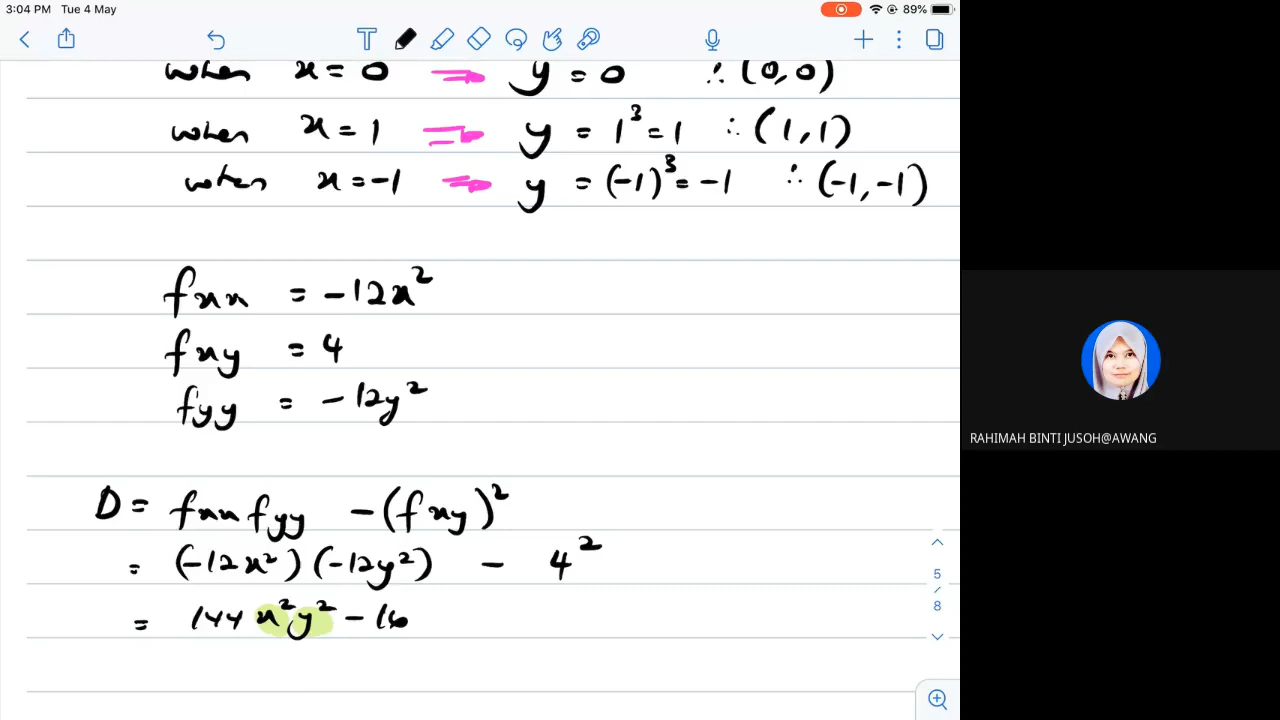 3:04 PM Tue 4 May 89%
when x = 0 ⇒ y = 0 ∴ (0,0)
when x = 1 ⇒ y = 1³ = 1 ∴ (1,1)
when x = -1 ⇒ y = (-1)³ = -1 ∴ (-1,-1)
fxx = -12x²
fxy = 4
fyy = -12y²
D = fxx fyy - (fxy)²
= (-12x²)(-12y²) - 4²
= 144x²y² - 16
5
/
8
RAHIMAH BINTI JUSOH@AWANG